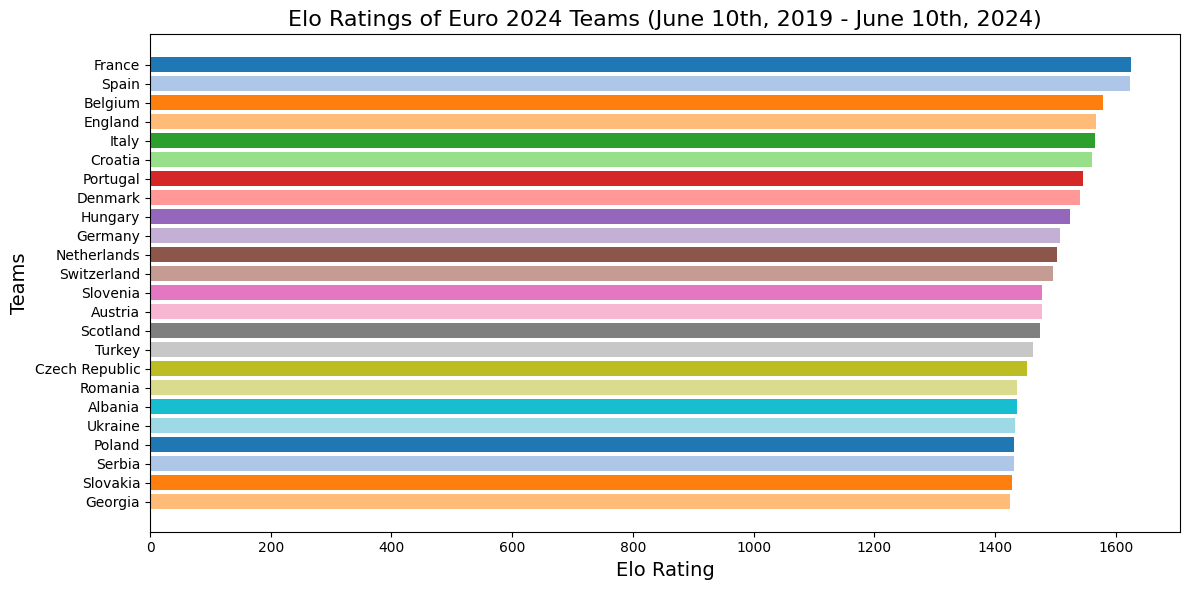 Elo Ratings of Euro 2024 Teams (June 10th, 2019 - June 10th, 2024)
Teams
France
Spain
Belgium
England
Italy
Croatia
Portugal
Denmark
Hungary
Germany
Netherlands
Switzerland
Slovenia
Austria
Scotland
Turkey
Czech Republic
Romania
Albania
Ukraine
Poland
Serbia
Slovakia
Georgia
0 200 400 600 800 1000 1200 1400 1600
Elo Rating